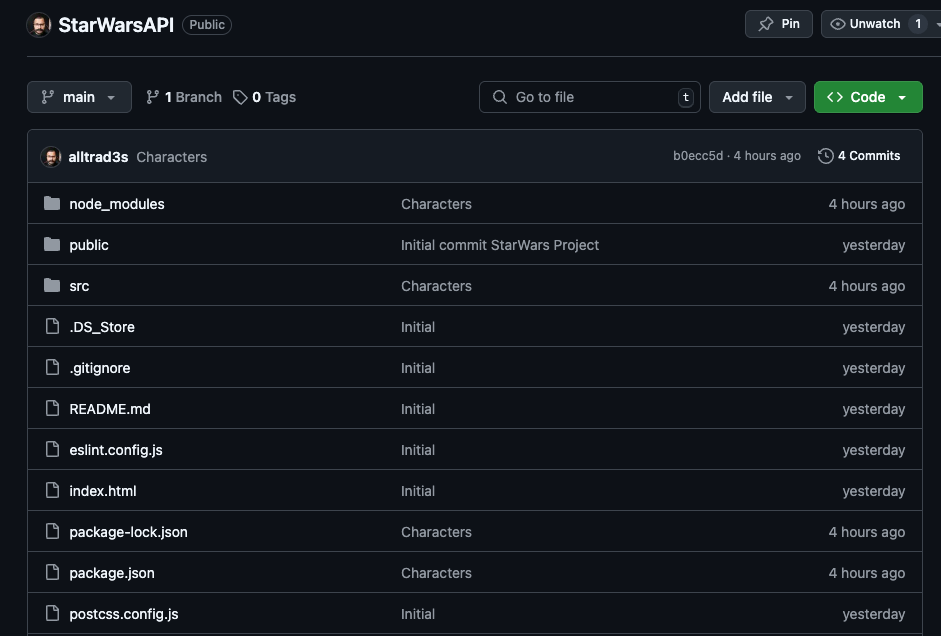 StarWarsAPI Public Pin Unwatch 1
main 1 Branch 0 Tags Go to file t Add file Code
alltrad3s Characters b0ecc5d · 4 hours ago 4 Commits
node_modules Characters 4 hours ago
public Initial commit StarWars Project yesterday
src Characters 4 hours ago
.DS_Store Initial yesterday
.gitignore Initial yesterday
README.md Initial yesterday
eslint.config.js Initial yesterday
index.html Initial yesterday
package-lock.json Characters 4 hours ago
package.json Characters 4 hours ago
postcss.config.js Initial yesterday